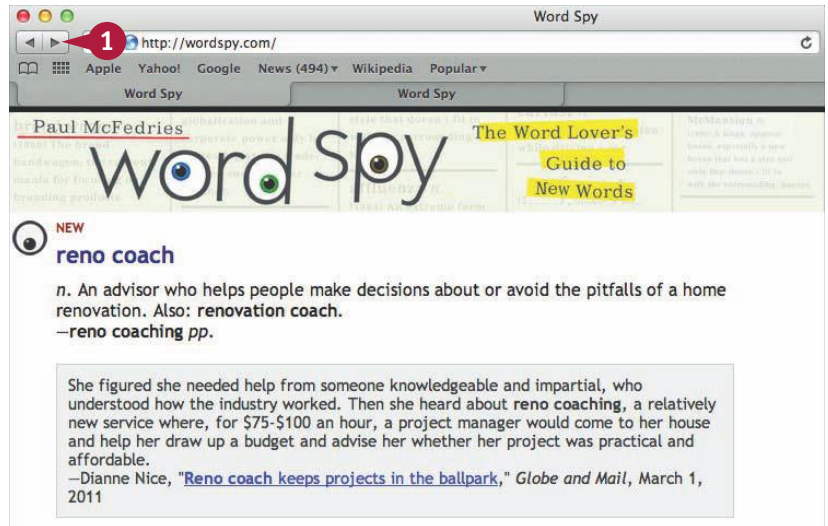 Word Spy
1 http://wordspy.com/
Apple Yahoo! Google News (494)▾ Wikipedia Popular▾
Word Spy Word Spy
Paul McFedries
word spy
The Word Lover's
Guide to
New Words
NEW
reno coach
n. An advisor who helps people make decisions about or avoid the pitfalls of a home
renovation. Also: renovation coach.
—reno coaching pp.
She figured she needed help from someone knowledgeable and impartial, who
understood how the industry worked. Then she heard about reno coaching, a relatively
new service where, for $75-$100 an hour, a project manager would come to her house
and help her draw up a budget and advise her whether her project was practical and
affordable.
—Dianne Nice, "Reno coach keeps projects in the ballpark," Globe and Mail, March 1,
2011